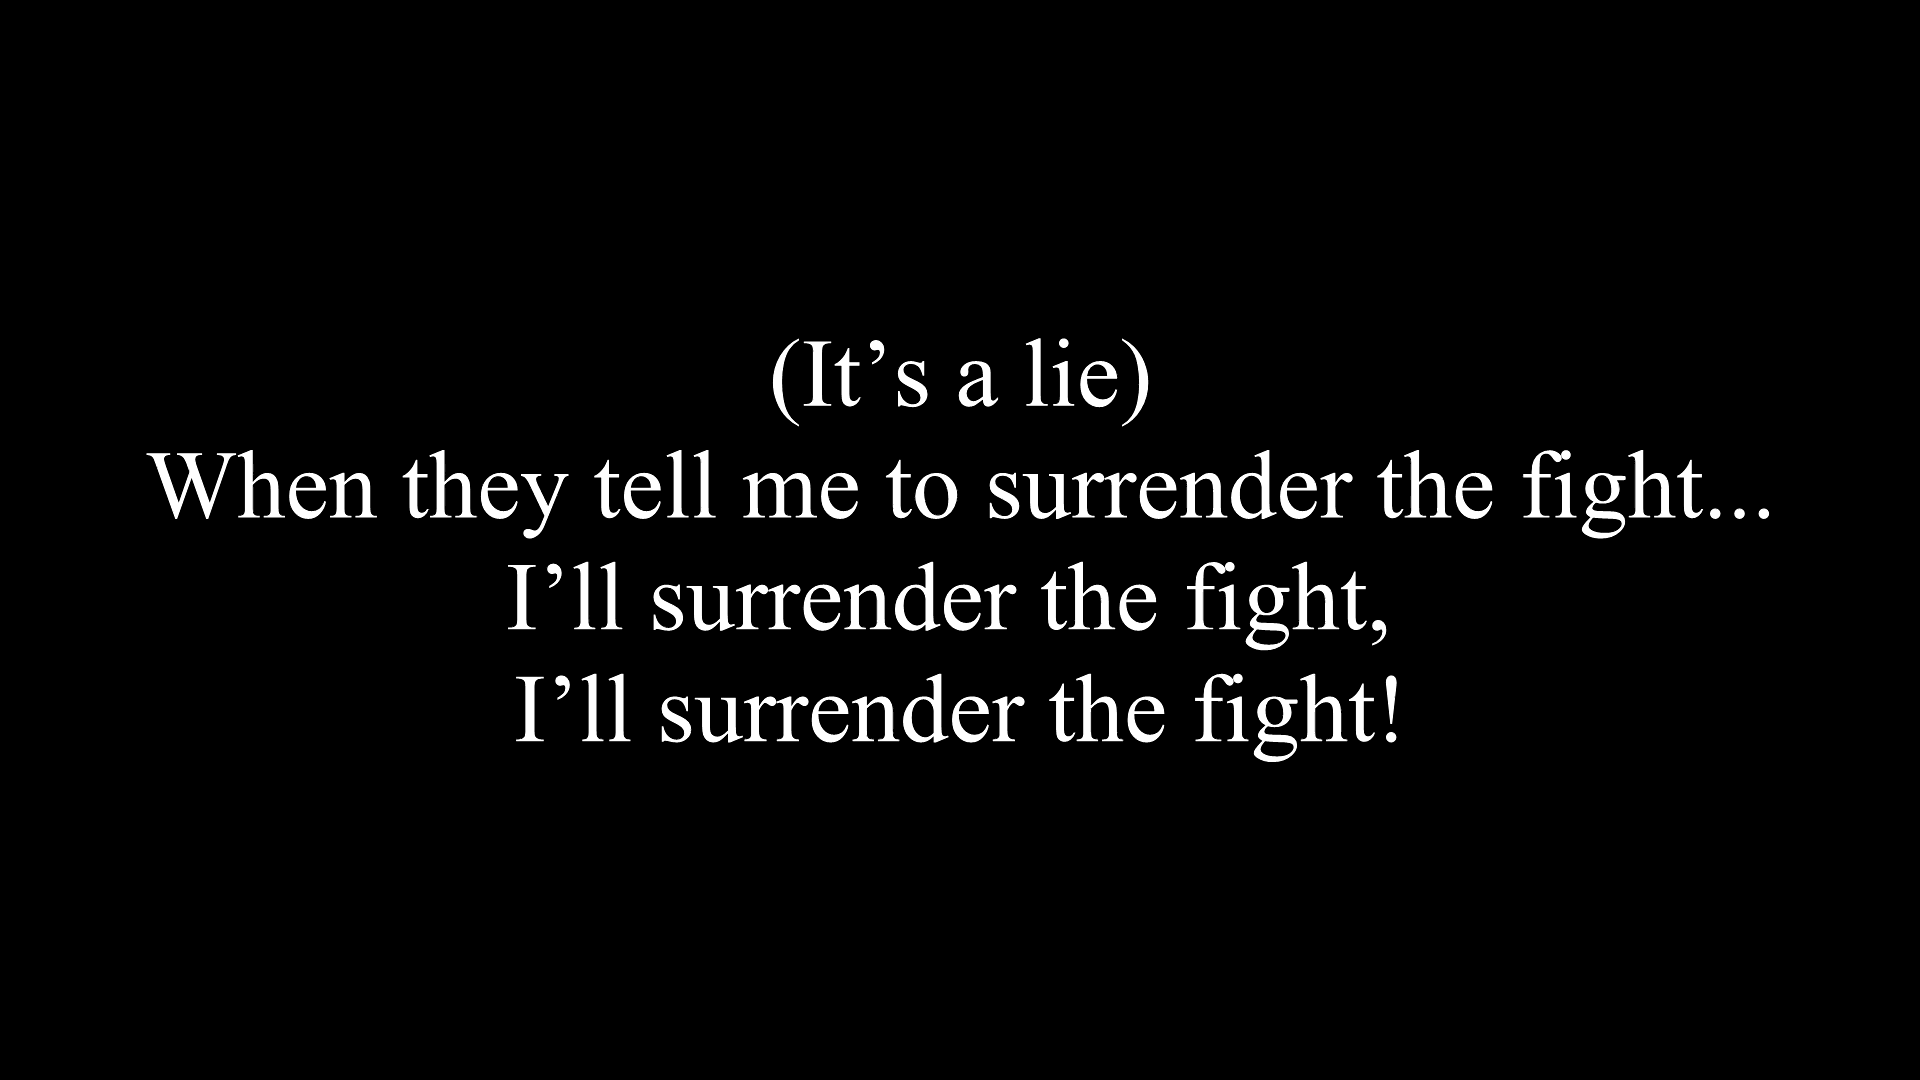 (It’s a lie)
When they tell me to surrender the fight...
I’ll surrender the fight,
I’ll surrender the fight!